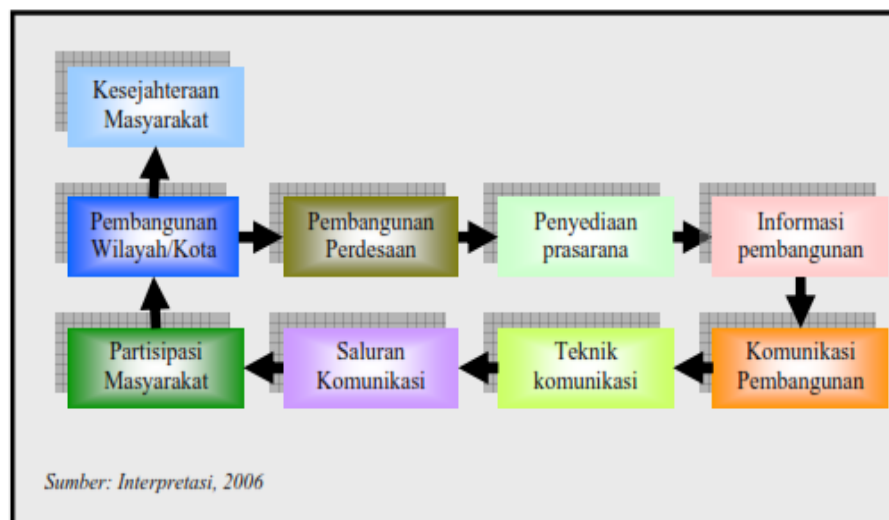 Kesejahteraan
Masyarakat
Pembangunan
Wilayah/Kota
Pembangunan
Perdesaan
Penyediaan
prasarana
Informasi
pembangunan
Partisipasi
Masyarakat
Saluran
Komunikasi
Teknik
komunikasi
Komunikasi
Pembangunan
Sumber: Interpretasi, 2006